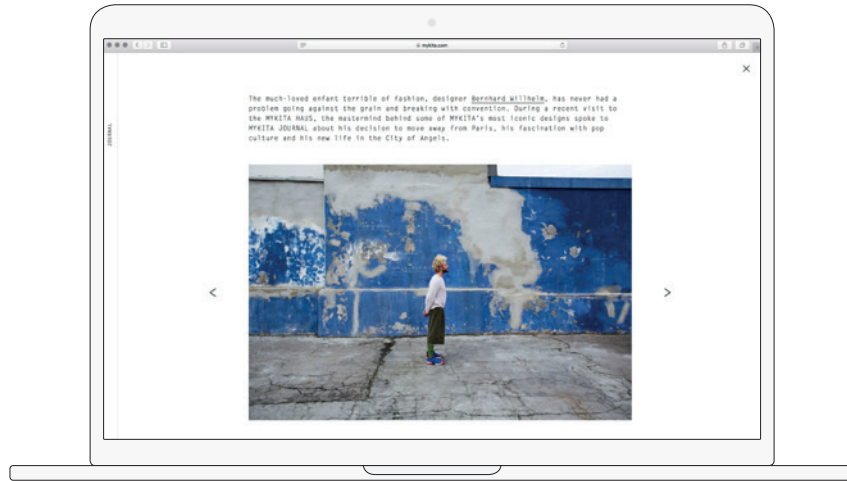 mykita.com
JOURNAL
The much-loved enfant terrible of fashion, designer Bernhard Willhelm, has never had a
problem going against the grain and breaking with convention. During a recent visit to
the MYKITA HAUS, the mastermind behind some of MYKITA's most iconic designs spoke to
MYKITA JOURNAL about his decision to move away from Paris, his fascination with pop
culture and his new life in the City of Angels.